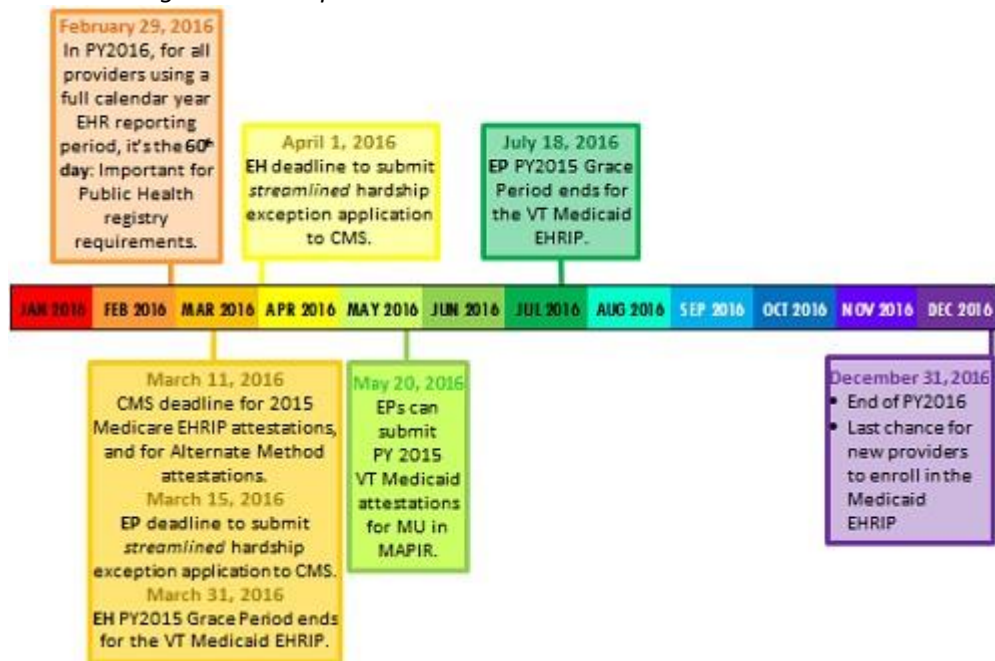 February 29, 2016
In PY2016, for all
providers using a
full calendar year
EHR reporting
period, it's the 60th
day: Important for
Public Health
registry
requirements.
April 1, 2016
EH deadline to submit
streamlined hardship
exception application
to CMS.
July 18, 2016
EP PY2015 Grace
Period ends for
the VT Medicaid
EHRIP.
JAN 2016 FEB 2016 MAR 2016 APR 2016 MAY 2016 JUN 2016 JUL 2016 AUG 2016 SEP 2016 OCT 2016 NOV 2016 DEC 2016
March 11, 2016
CMS deadline for 2015
Medicare EHRIP attestations,
and for Alternate Method
attestations.
March 15, 2016
EP deadline to submit
streamlined hardship
exception application to CMS.
March 31, 2016
EH PY2015 Grace Period ends
for the VT Medicaid EHRIP.
May 20, 2016
EPs can
submit
PY 2015
VT Medicaid
attestations
for MU in
MAPIR.
December 31, 2016
• End of PY2016
• Last chance for
new providers
to enroll in the
Medicaid
EHRIP